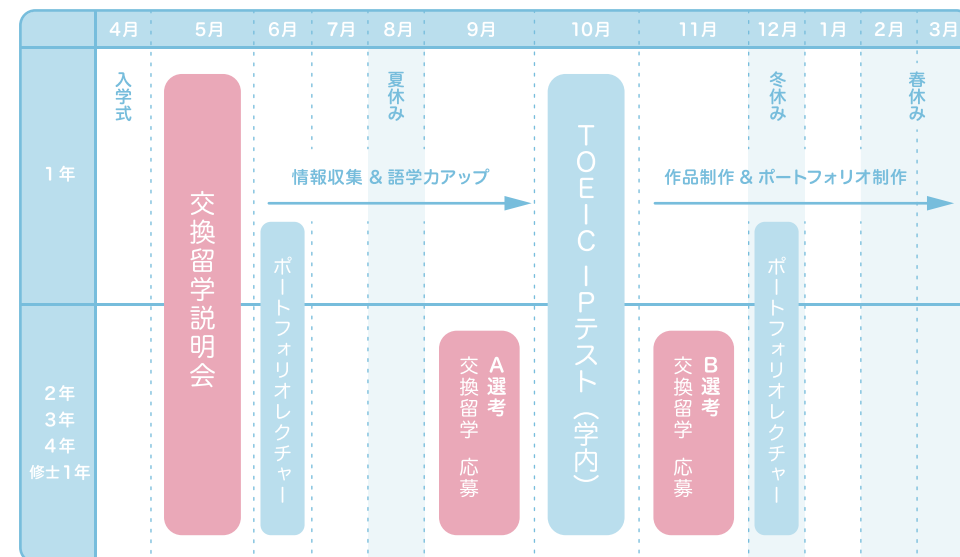 4月 5月 6月 7月 8月 9月 10月 11月 12月 1月 2月 3月
1年
入学式
交換留学説明会
夏休み
情報収集 & 語学力アップ
ポートフォリオレクチャー
TOEIC IPテスト（学内）
冬休み
春休み
作品制作 & ポートフォリオ制作
ポートフォリオレクチャー
2年
3年
4年
修士1年
A選考
交換留学 応募
B選考
交換留学 応募